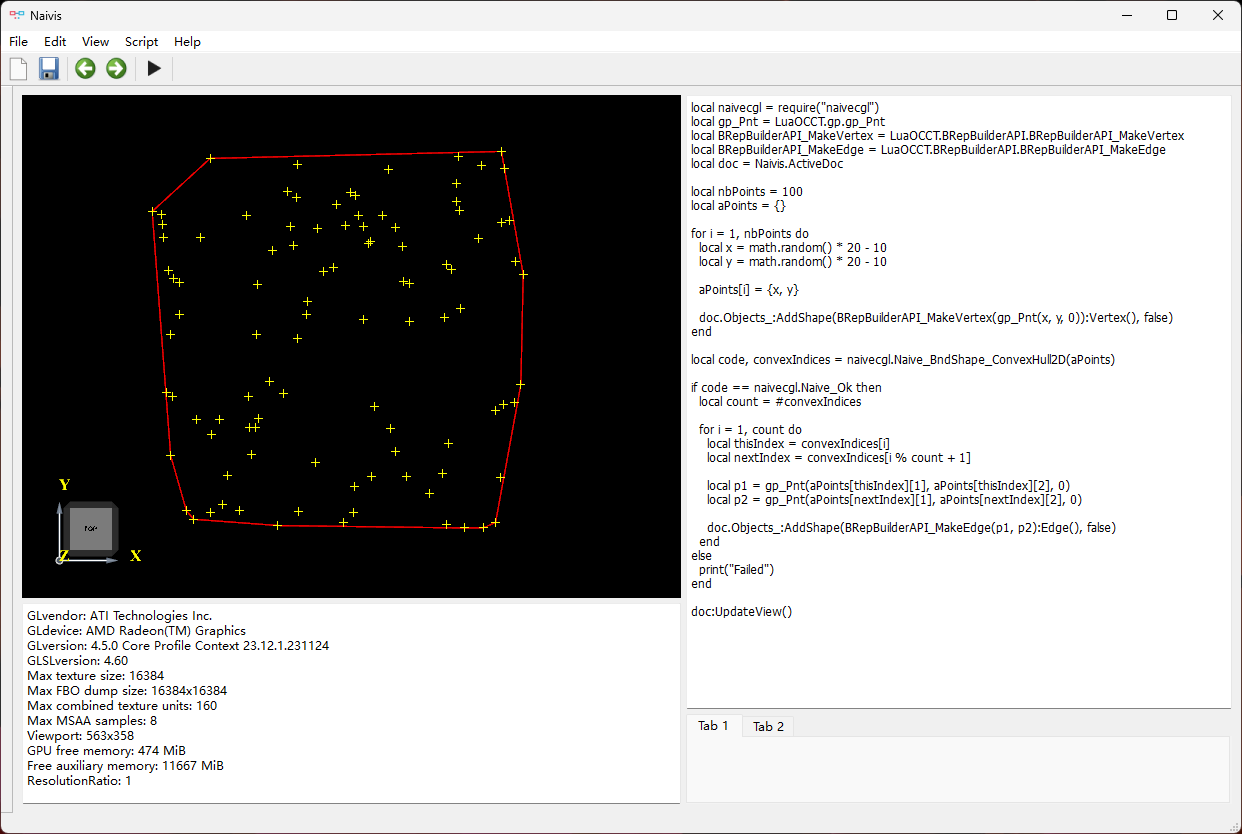 Naivis
File Edit View Script Help
Y
TOP
Z
X
GLvendor: ATI Technologies Inc.
GLdevice: AMD Radeon(TM) Graphics
GLversion: 4.5.0 Core Profile Context 23.12.1.231124
GLSLversion: 4.60
Max texture size: 16384
Max FBO dump size: 16384x16384
Max combined texture units: 160
Max MSAA samples: 8
Viewport: 563x358
GPU free memory: 474 MiB
Free auxiliary memory: 11667 MiB
ResolutionRatio: 1
local naivecgl = require("naivecgl")
local gp_Pnt = LuaOCCT.gp.gp_Pnt
local BRepBuilderAPI_MakeVertex = LuaOCCT.BRepBuilderAPI.BRepBuilderAPI_MakeVertex
local BRepBuilderAPI_MakeEdge = LuaOCCT.BRepBuilderAPI.BRepBuilderAPI_MakeEdge
local doc = Naivis.ActiveDoc
local nbPoints = 100
local aPoints = {}
for i = 1, nbPoints do
local x = math.random() * 20 - 10
local y = math.random() * 20 - 10
aPoints[i] = {x, y}
doc.Objects_:AddShape(BRepBuilderAPI_MakeVertex(gp_Pnt(x, y, 0)):Vertex(), false)
end
local code, convexIndices = naivecgl.Naive_BndShape_ConvexHull2D(aPoints)
if code == naivecgl.Naive_Ok then
local count = #convexIndices
for i = 1, count do
local thisIndex = convexIndices[i]
local nextIndex = convexIndices[i % count + 1]
local p1 = gp_Pnt(aPoints[thisIndex][1], aPoints[thisIndex][2], 0)
local p2 = gp_Pnt(aPoints[nextIndex][1], aPoints[nextIndex][2], 0)
doc.Objects_:AddShape(BRepBuilderAPI_MakeEdge(p1, p2):Edge(), false)
end
else
print("Failed")
end
doc:UpdateView()
Tab 1 Tab 2